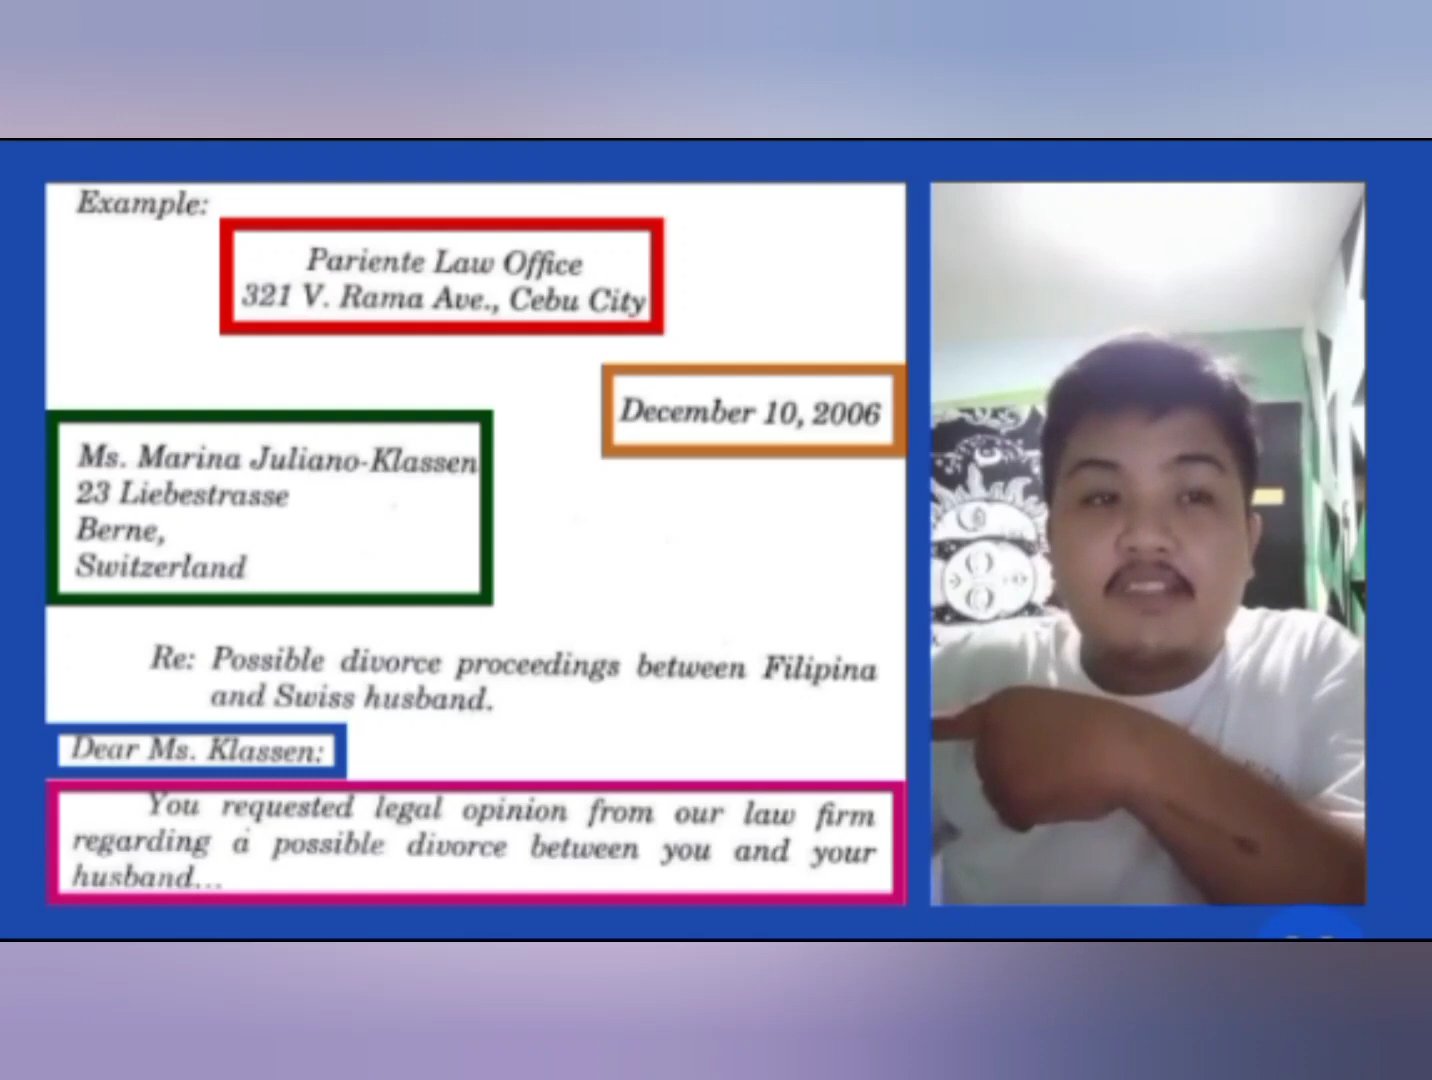 Example:
Pariente Law Office
321 V. Rama Ave., Cebu City
December 10, 2006
Ms. Marina Juliano-Klassen
23 Liebestrasse
Berne,
Switzerland
Re: Possible divorce proceedings between Filipina
and Swiss husband.
Dear Ms. Klassen:
You requested legal opinion from our law firm
regarding a possible divorce between you and your
husband...